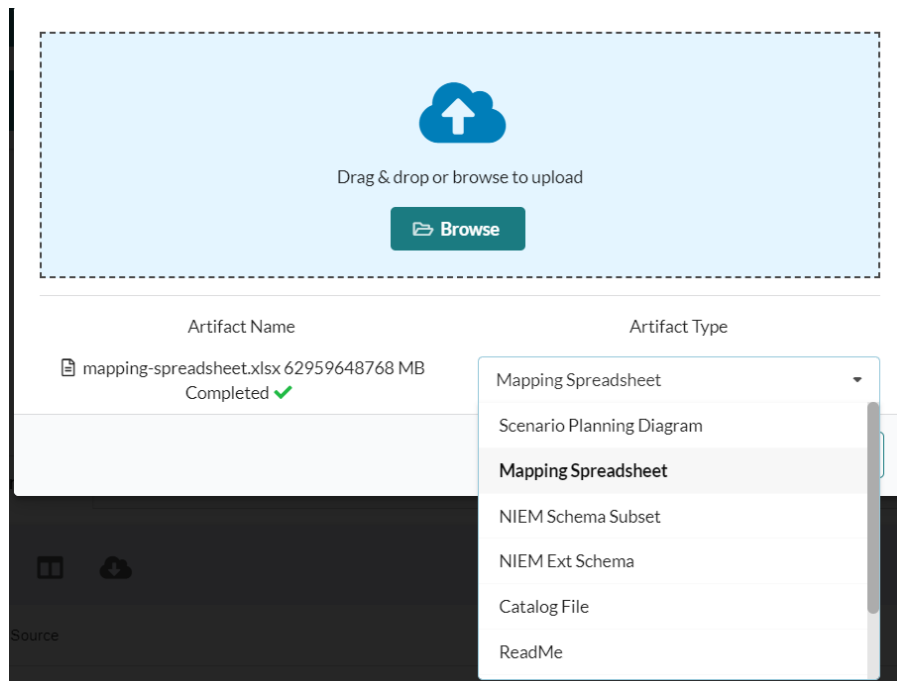 Drag & drop or browse to upload
Browse
Artifact Name
Artifact Type
mapping-spreadsheet.xlsx 62959648768 MB
Completed
Mapping Spreadsheet
Scenario Planning Diagram
Mapping Spreadsheet
NIEM Schema Subset
NIEM Ext Schema
Catalog File
ReadMe
Source